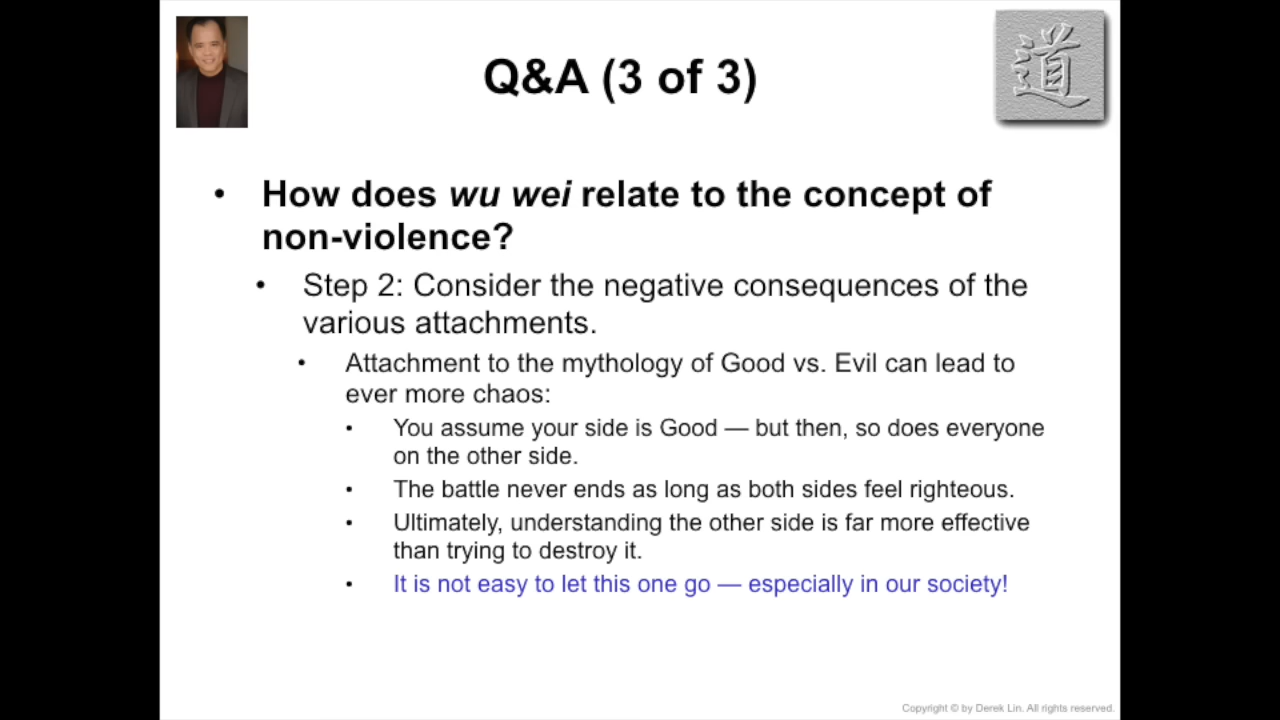 Q&A (3 of 3)
道
• How does wu wei relate to the concept of
non-violence?
• Step 2: Consider the negative consequences of the
various attachments.
• Attachment to the mythology of Good vs. Evil can lead to
ever more chaos:
• You assume your side is Good — but then, so does everyone
on the other side.
• The battle never ends as long as both sides feel righteous.
• Ultimately, understanding the other side is far more effective
than trying to destroy it.
• It is not easy to let this one go — especially in our society!
Copyright © by Derek Lin. All rights reserved.